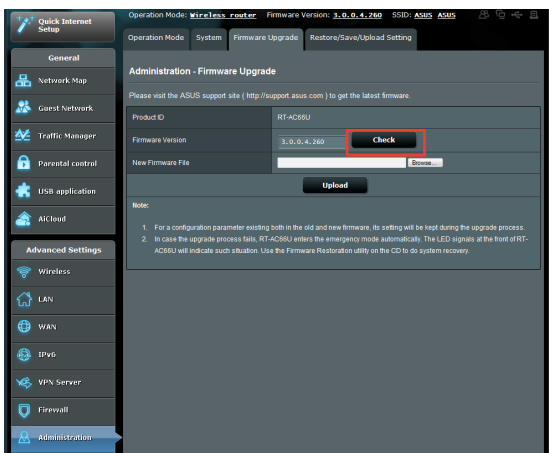 Quick Internet
Setup
Operation Mode: Wireless router Firmware Version: 3.0.0.4.260 SSID: ASUS ASUS
Operation Mode System Firmware Upgrade Restore/Save/Upload Setting
General
Network Map
Guest Network
Traffic Manager
Parental control
USB application
AiCloud
Advanced Settings
Wireless
LAN
WAN
IPv6
VPN Server
Firewall
Administration
Administration - Firmware Upgrade
Please visit the ASUS support site ( http://support.asus.com ) to get the latest firmware.
Product ID RT-AC66U
Firmware Version 3.0.0.4.260 Check
New Firmware File Browse...
Upload
Note:
1. For a configuration parameter existing both in the old and new firmware, its setting will be kept during the upgrade process.
2. In case the upgrade process fails, RT-AC66U enters the emergency mode automatically. The LED signals at the front of RT-
AC66U will indicate such situation. Use the Firmware Restoration utility on the CD to do system recovery.